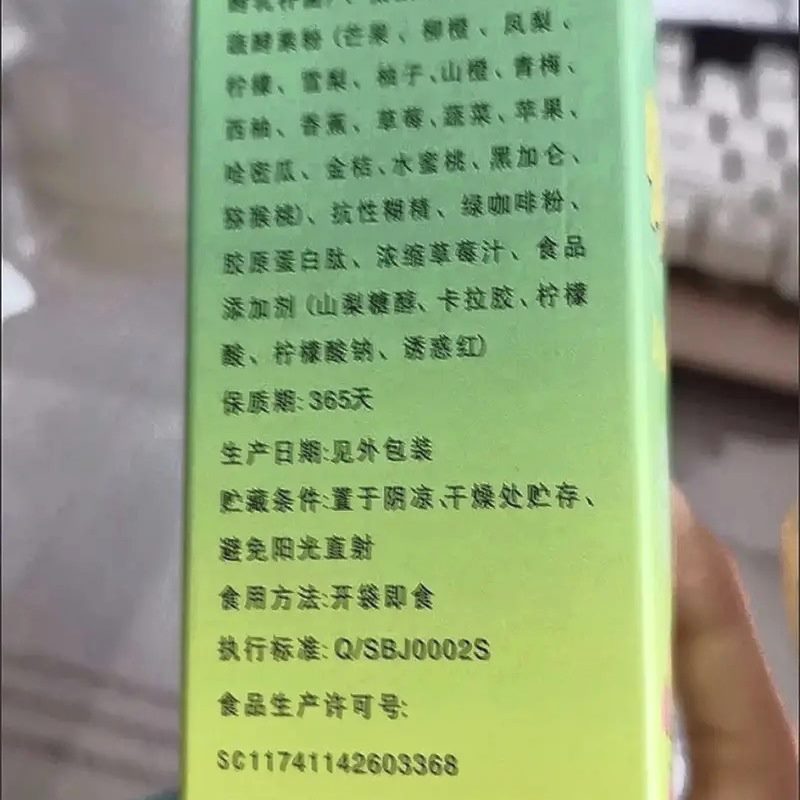 蔬酵素粉(芒果、柳橙、凤梨、
柠檬、雪梨、柚子、山楂、青梅、
西柚、香蕉、草莓、蔬菜、苹果、
哈密瓜、金桔、水蜜桃、黑加仑、
猕猴桃)、抗性糊精、绿咖啡粉、
胶原蛋白肽、浓缩草莓汁、食品
添加剂(山梨糖醇、卡拉胶、柠檬
酸、柠檬酸钠、诱惑红)
保质期:365天
生产日期:见外包装
贮藏条件:置于阴凉、干燥处贮存、
避免阳光直射
食用方法:开袋即食
执行标准:Q/SBJ0002S
食品生产许可号:
SC11741142603368